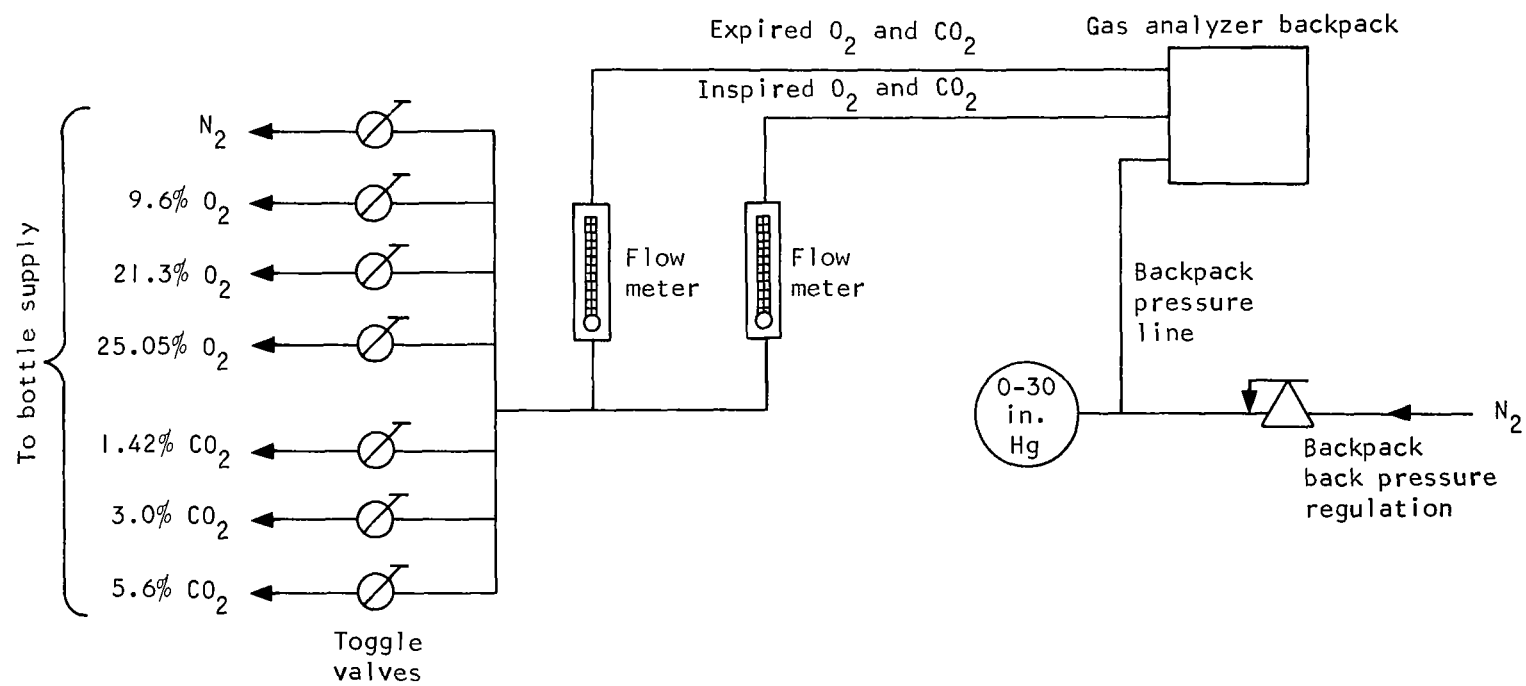 Expired O2 and CO2
Gas analyzer backpack
Inspired O2 and CO2
To bottle supply
N2
9.6% O2
21.3% O2
25.05% O2
1.42% CO2
3.0% CO2
5.6% CO2
Toggle
valves
Flow
meter
Flow
meter
Backpack
pressure
line
0-30
in.
Hg
N2
Backpack
back pressure
regulation